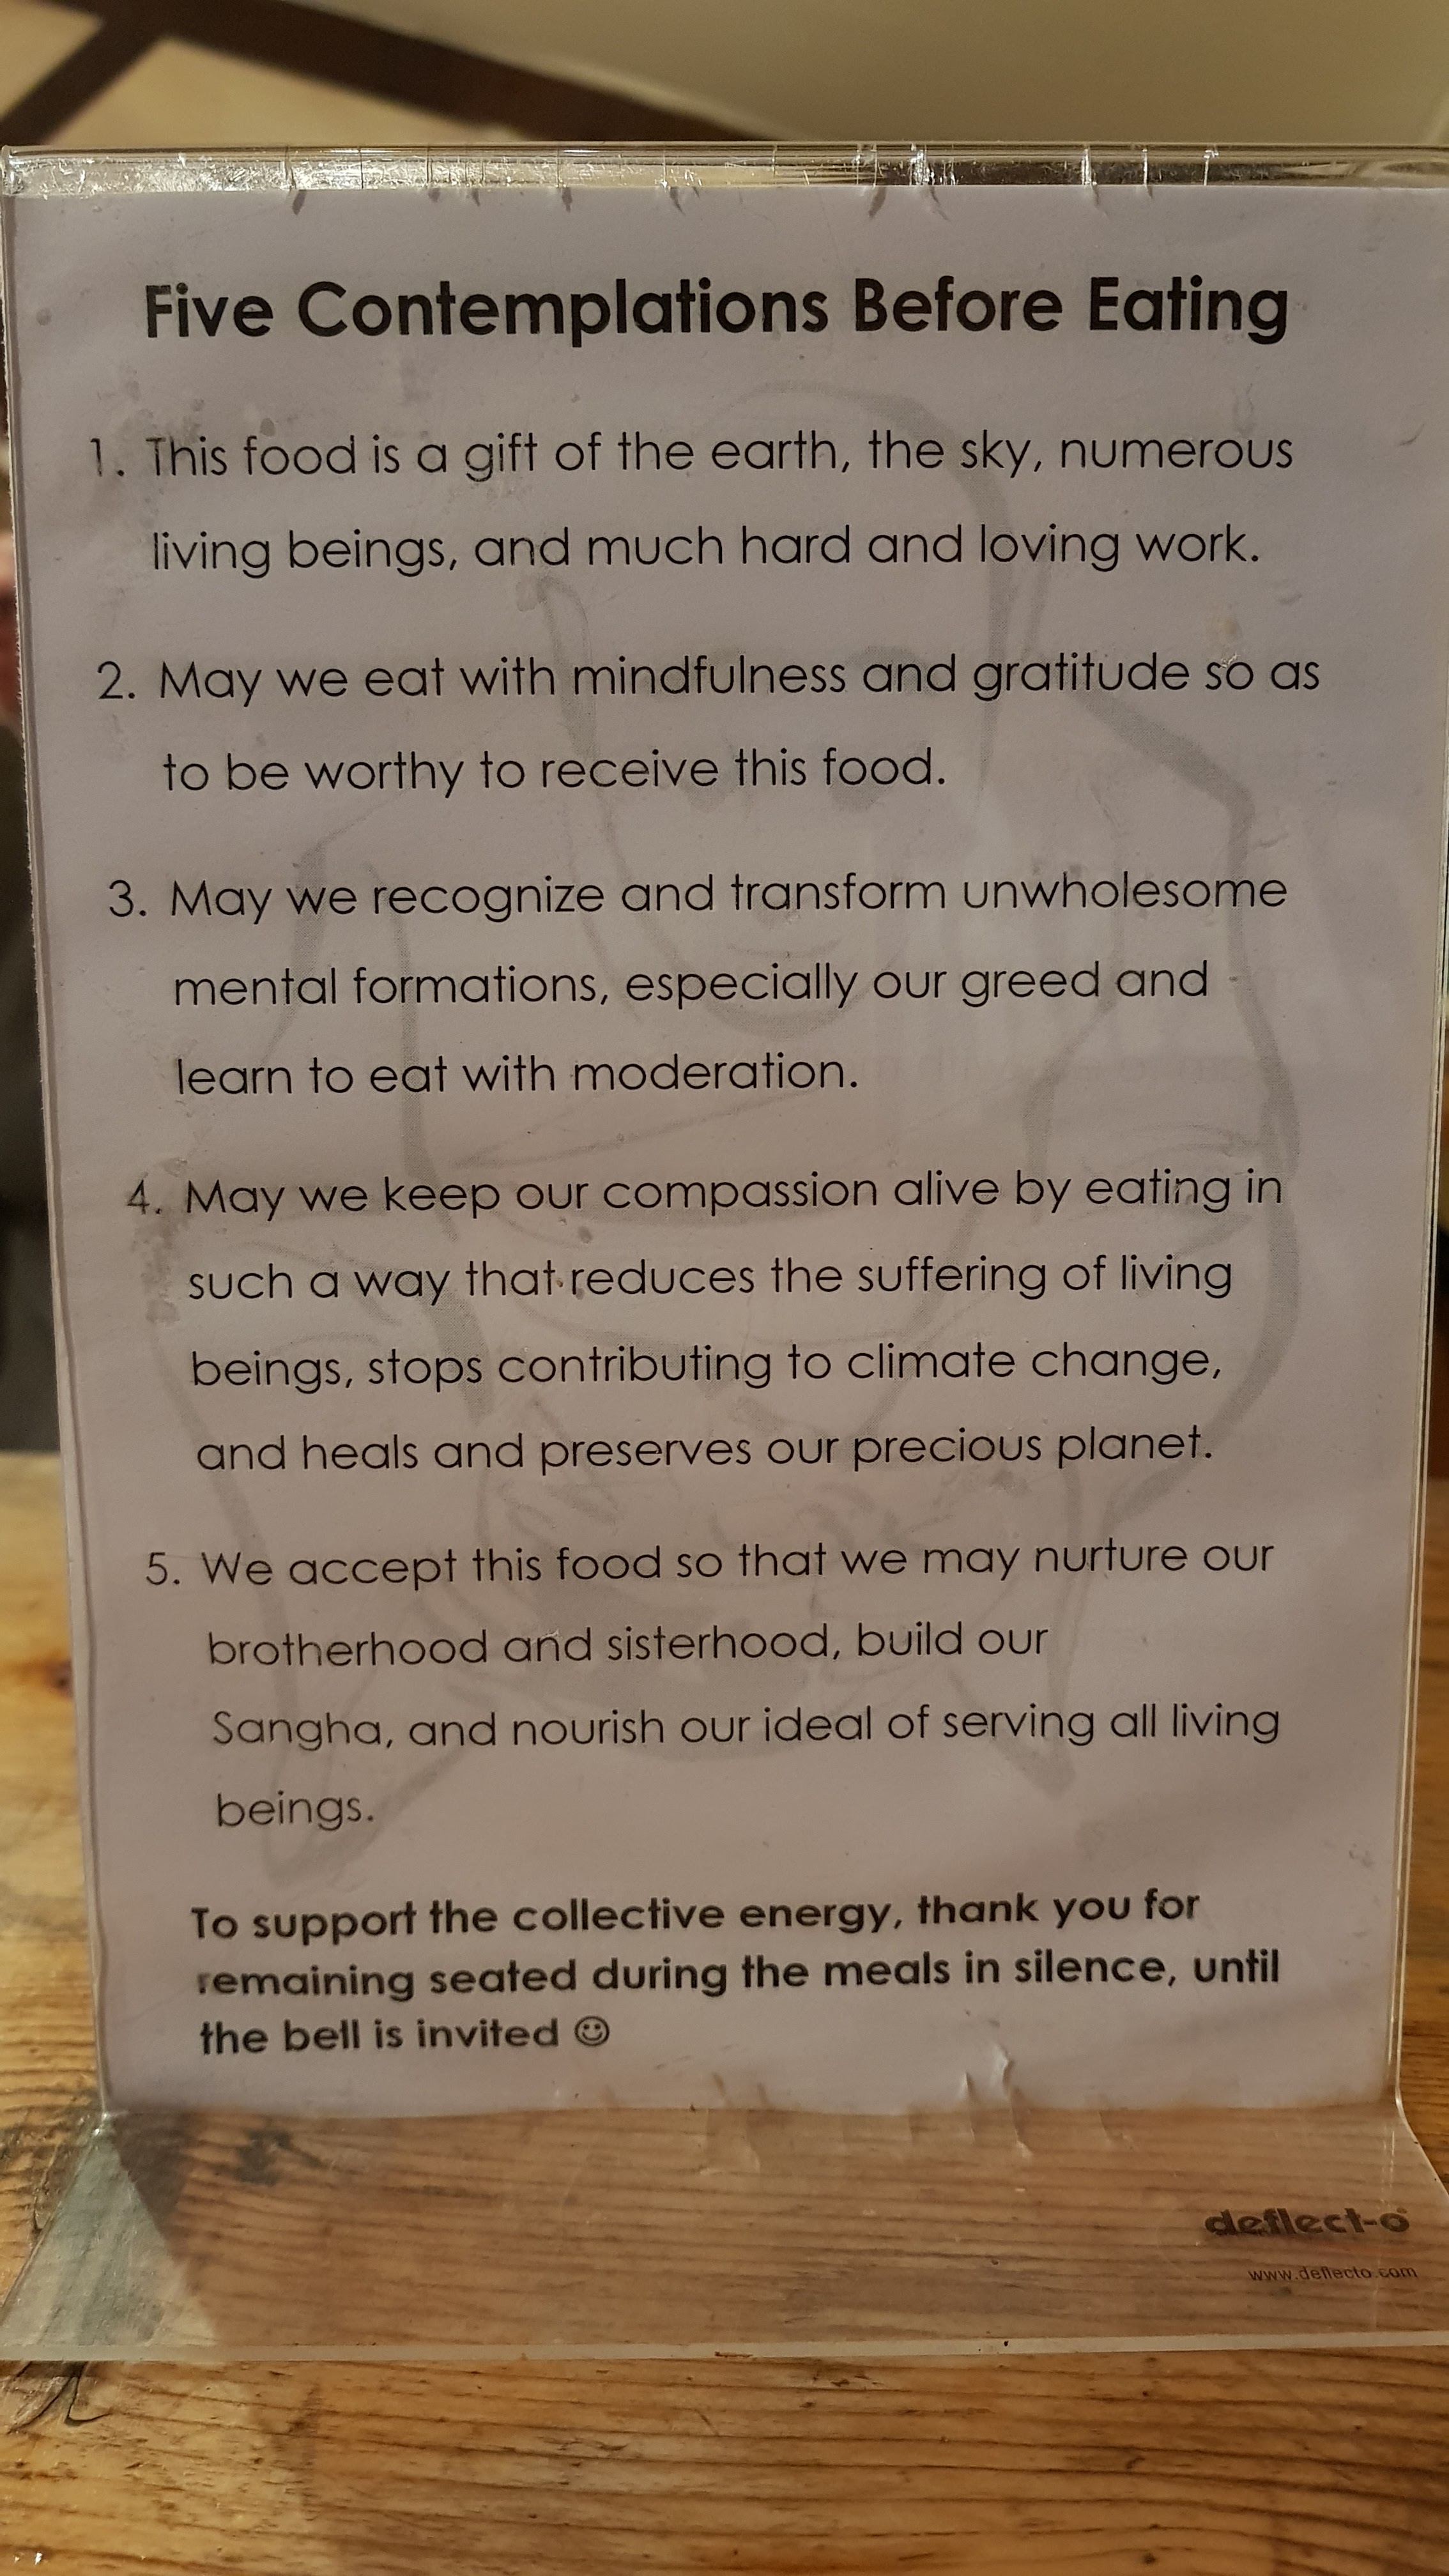 Five Contemplations Before Eating
1. This food is a gift of the earth, the sky, numerous
living beings, and much hard and loving work.
2. May we eat with mindfulness and gratitude so as
to be worthy to receive this food.
3. May we recognize and transform unwholesome
mental formations, especially our greed and
learn to eat with moderation.
4. May we keep our compassion alive by eating in
such a way that reduces the suffering of living
beings, stops contributing to climate change,
and heals and preserves our precious planet.
5. We accept this food so that we may nurture our
brotherhood and sisterhood, build our
Sangha, and nourish our ideal of serving all living
beings.
To support the collective energy, thank you for
remaining seated during the meals in silence, until
the bell is invited ☺
deflect-o
www.deflecto.com